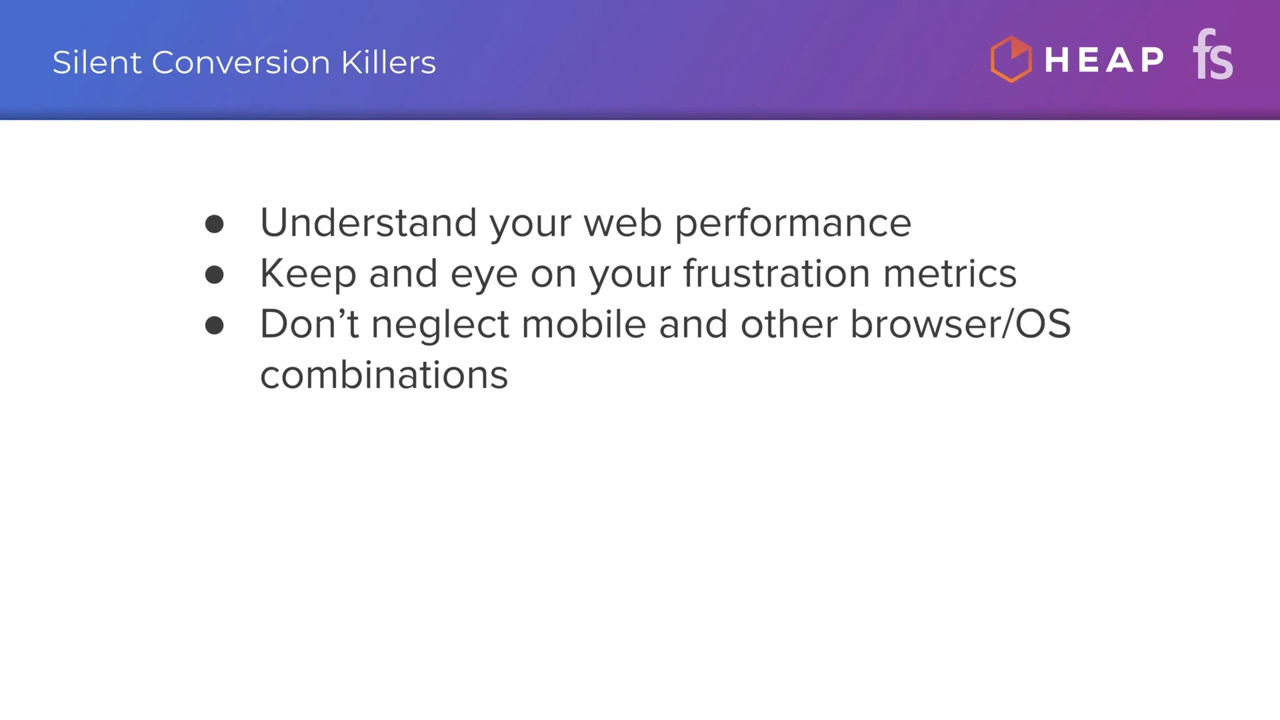 Silent Conversion Killers
HEAP fs
● Understand your web performance
● Keep and eye on your frustration metrics
● Don’t neglect mobile and other browser/OS
combinations